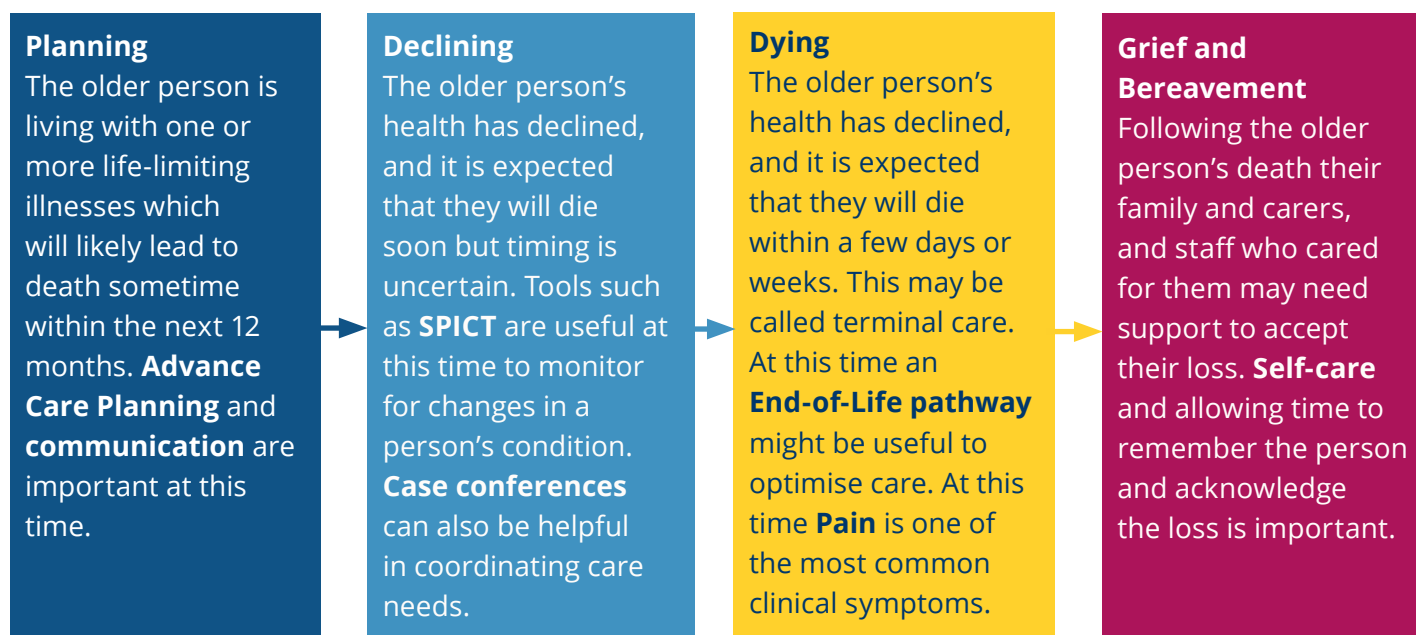 Planning
The older person is
living with one or
more life-limiting
illnesses which
will likely lead to
death sometime
within the next 12
months. Advance
Care Planning and
communication are
important at this
time.
Declining
The older person’s
health has declined,
and it is expected
that they will die
soon but timing is
uncertain. Tools such
as SPICT are useful at
this time to monitor
for changes in a
person’s condition.
Case conferences
can also be helpful
in coordinating care
needs.
Dying
The older person’s
health has declined,
and it is expected
that they will die
within a few days or
weeks. This may be
called terminal care.
At this time an
End-of-Life pathway
might be useful to
optimise care. At this
time Pain is one of
the most common
clinical symptoms.
Grief and
Bereavement
Following the older
person’s death their
family and carers,
and staff who cared
for them may need
support to accept
their loss. Self-care
and allowing time to
remember the person
and acknowledge
the loss is important.